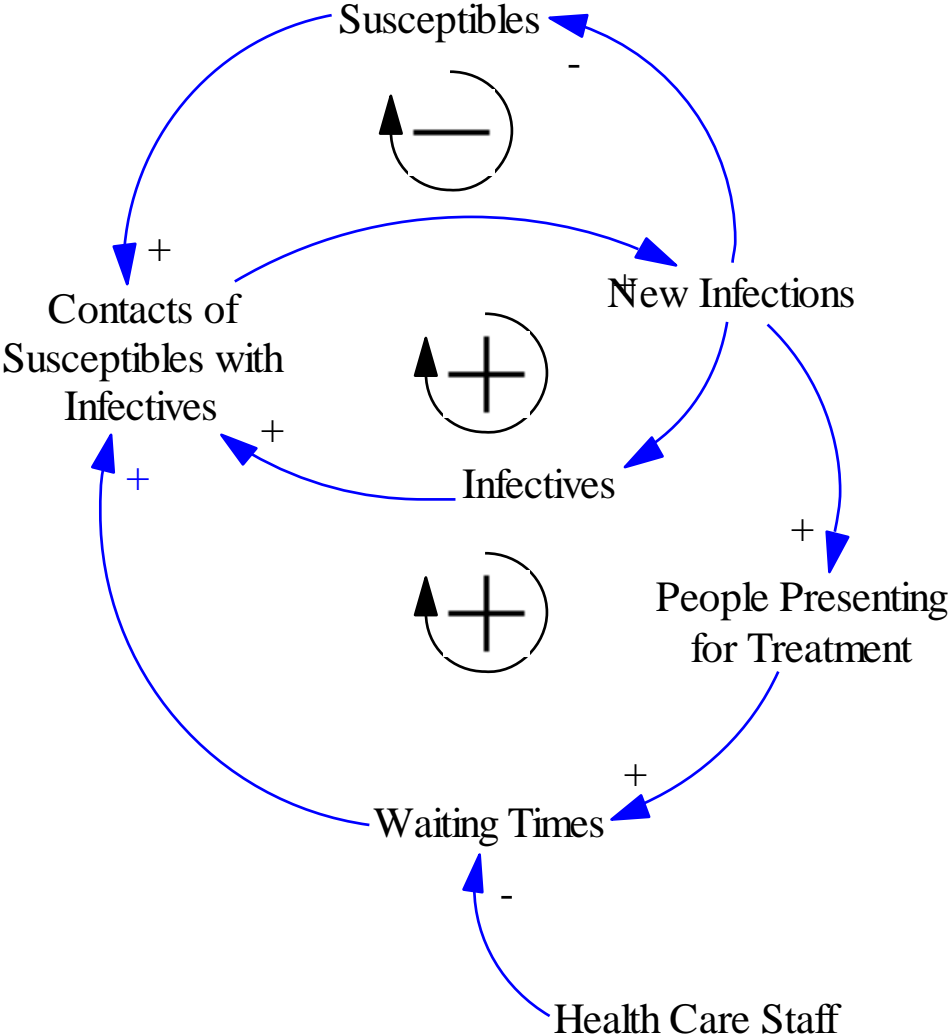 Susceptibles
-
+
+
New Infections
Contacts of
Susceptibles with
Infectives
+
+
Infectives
+
People Presenting
for Treatment
+
Waiting Times
-
Health Care Staff